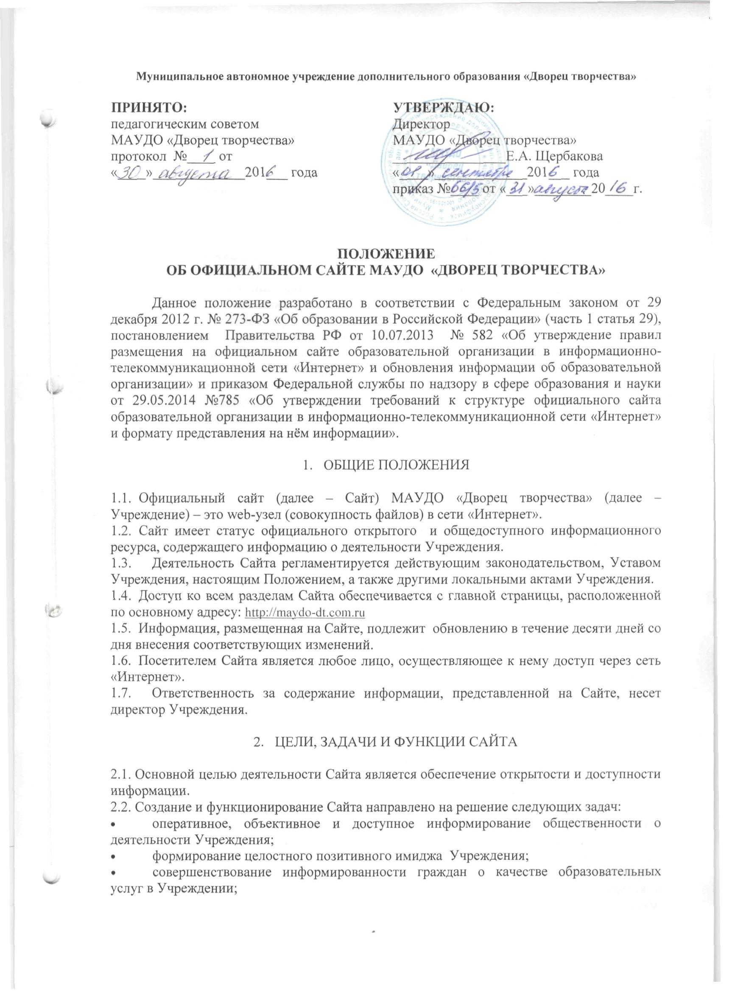 Муниципальное автономное учреждение дополнительного образования «Дворец творчества»
ПРИНЯТО:
педагогическим советом
МАУДО «Дворец творчества»
протокол № 1 от
«30» августа 2016 года
УТВЕРЖДАЮ:
Директор
МАУДО «Дворец творчества»
Е.А. Щербакова
«01» сентября 2016 года
приказ №66/5 от «31»августа 2016 г.
ПОЛОЖЕНИЕ
ОБ ОФИЦИАЛЬНОМ САЙТЕ МАУДО «ДВОРЕЦ ТВОРЧЕСТВА»
Данное положение разработано в соответствии с Федеральным законом от 29
декабря 2012 г. № 273-ФЗ «Об образовании в Российской Федерации» (часть 1 статья 29),
постановлением Правительства РФ от 10.07.2013 № 582 «Об утверждение правил
размещения на официальном сайте образовательной организации в информационно-
телекоммуникационной сети «Интернет» и обновления информации об образовательной
организации» и приказом Федеральной службы по надзору в сфере образования и науки
от 29.05.2014 №785 «Об утверждении требований к структуре официального сайта
образовательной организации в информационно-телекоммуникационной сети «Интернет»
и формату представления на нём информации».
1. ОБЩИЕ ПОЛОЖЕНИЯ
1.1. Официальный сайт (далее – Сайт) МАУДО «Дворец творчества» (далее –
Учреждение) – это web-узел (совокупность файлов) в сети «Интернет».
1.2. Сайт имеет статус официального открытого и общедоступного информационного
ресурса, содержащего информацию о деятельности Учреждения.
1.3. Деятельность Сайта регламентируется действующим законодательством, Уставом
Учреждения, настоящим Положением, а также другими локальными актами Учреждения.
1.4. Доступ ко всем разделам Сайта обеспечивается с главной страницы, расположенной
по основному адресу: http://maydo-dt.com.ru
1.5. Информация, размещенная на Сайте, подлежит обновлению в течение десяти дней со
дня внесения соответствующих изменений.
1.6. Посетителем Сайта является любое лицо, осуществляющее к нему доступ через сеть
«Интернет».
1.7. Ответственность за содержание информации, представленной на Сайте, несет
директор Учреждения.
2. ЦЕЛИ, ЗАДАЧИ И ФУНКЦИИ САЙТА
2.1. Основной целью деятельности Сайта является обеспечение открытости и доступности
информации.
2.2. Создание и функционирование Сайта направлено на решение следующих задач:
• оперативное, объективное и доступное информирование общественности о
деятельности Учреждения;
• формирование целостного позитивного имиджа Учреждения;
• совершенствование информированности граждан о качестве образовательных
услуг в Учреждении;